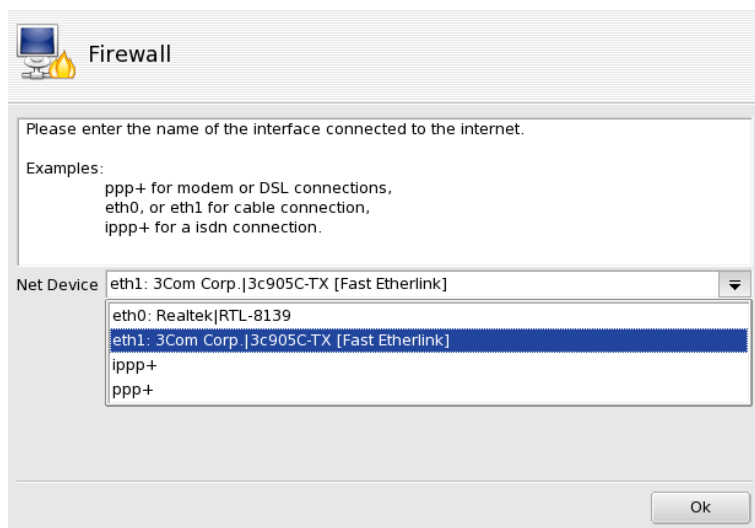 Firewall
Please enter the name of the interface connected to the internet.
Examples:
ppp+ for modem or DSL connections,
eth0, or eth1 for cable connection,
ippp+ for a isdn connection.
Net Device eth1: 3Com Corp.|3c905C-TX [Fast Etherlink]
eth0: Realtek|RTL-8139
eth1: 3Com Corp.|3c905C-TX [Fast Etherlink]
ippp+
ppp+
Ok